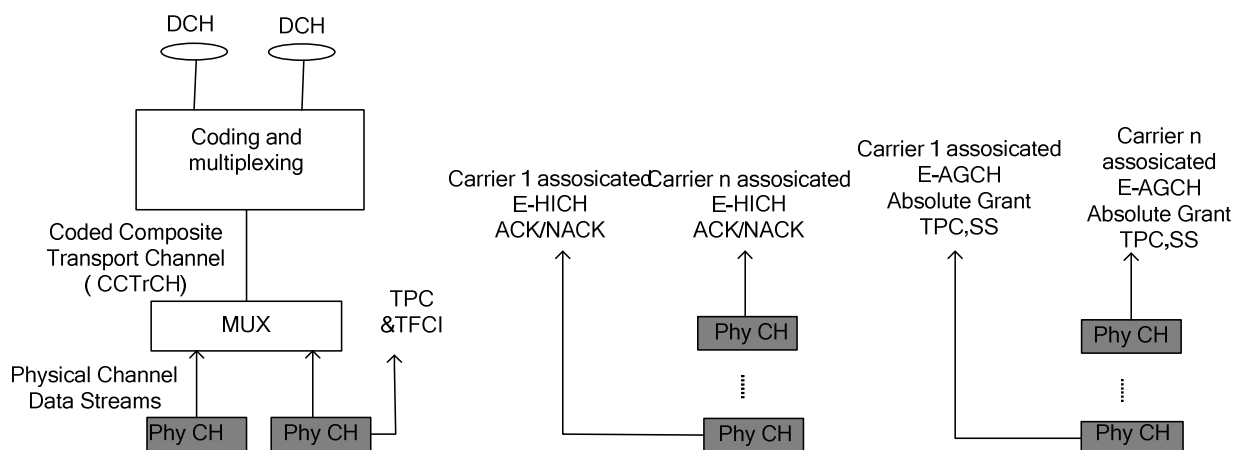 DCH
DCH
Coding and
multiplexing
Coded Composite
Transport Channel
( CCTrCH)
MUX
TPC
&TFCI
Physical Channel
Data Streams
Phy CH
Phy CH
Carrier 1 assosicated
E-HICH
ACK/NACK
Carrier n assosicated
E-HICH
ACK/NACK
Phy CH
Phy CH
Carrier 1 assosicated
E-AGCH
Absolute Grant
TPC,SS
Carrier n
assosicated
E-AGCH
Absolute Grant
TPC,SS
Phy CH
Phy CH